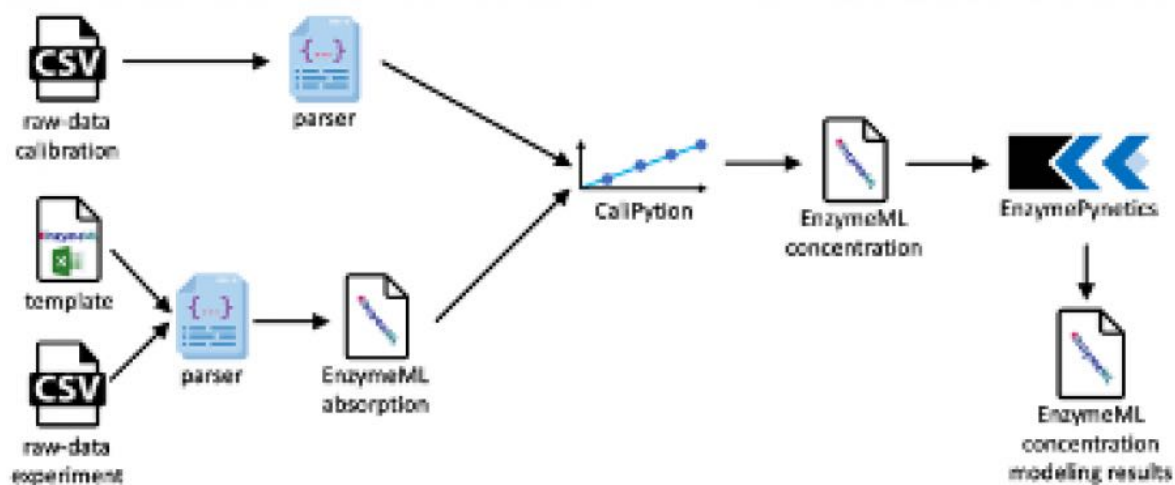 CSV
raw-data
calibration
{...}
parser
CaliPytion
EnzymeML
concentration
EnzymePynetics
EnzymeML
template
CSV
raw-data
experiment
{...}
parser
EnzymeML
absorption
EnzymeML
concentration
modeling results